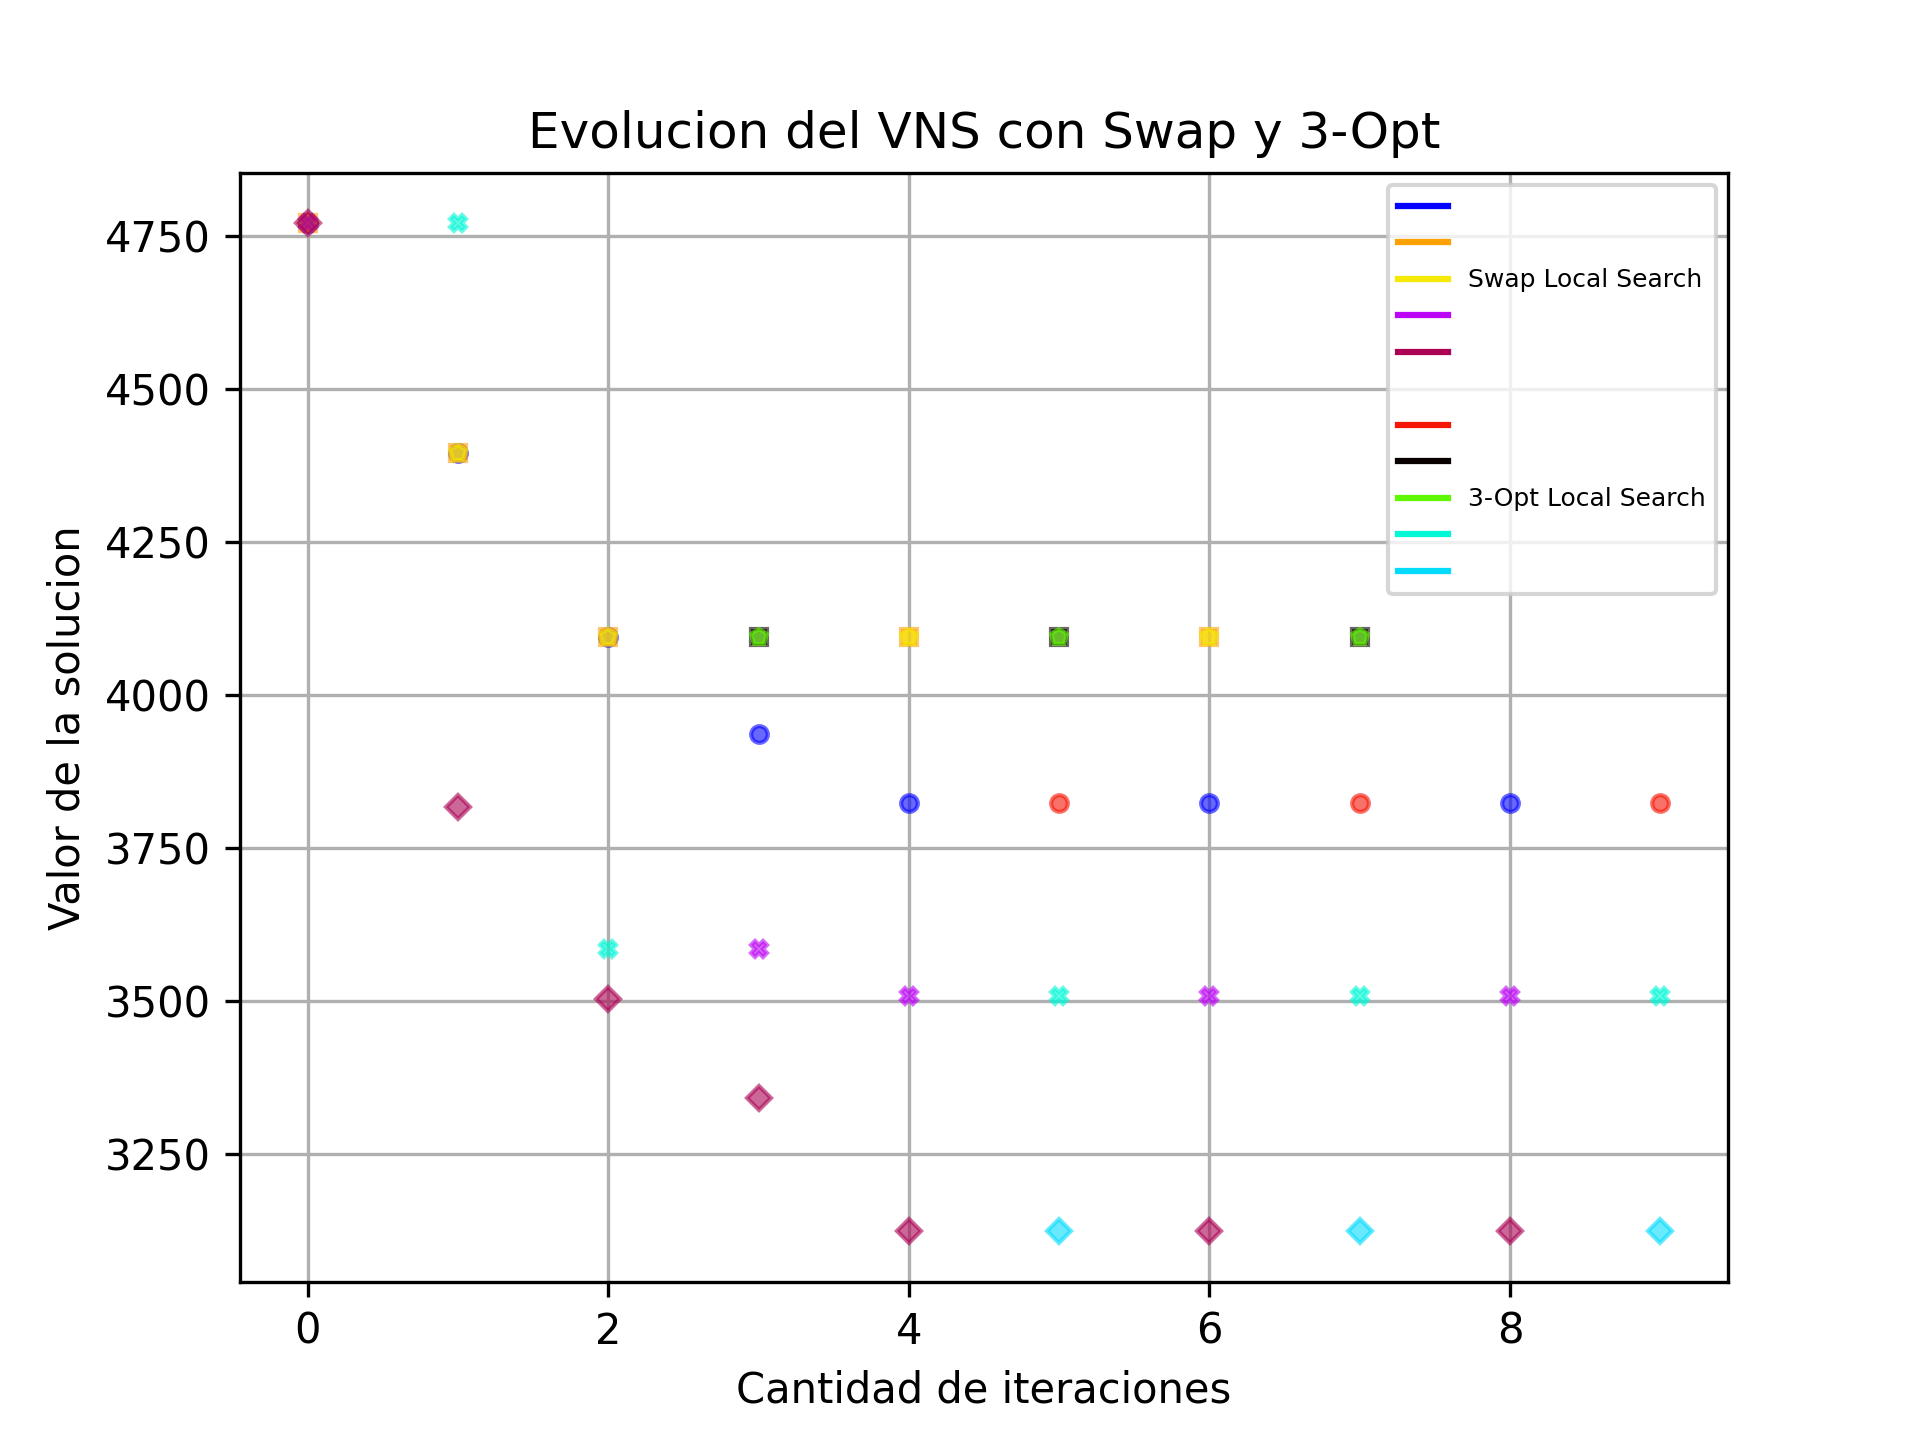 Evolucion del VNS con Swap y 3-Opt
Valor de la solucion
4750
4500
4250
4000
3750
3500
3250
Swap Local Search
3-Opt Local Search
0 2 4 6 8
Cantidad de iteraciones